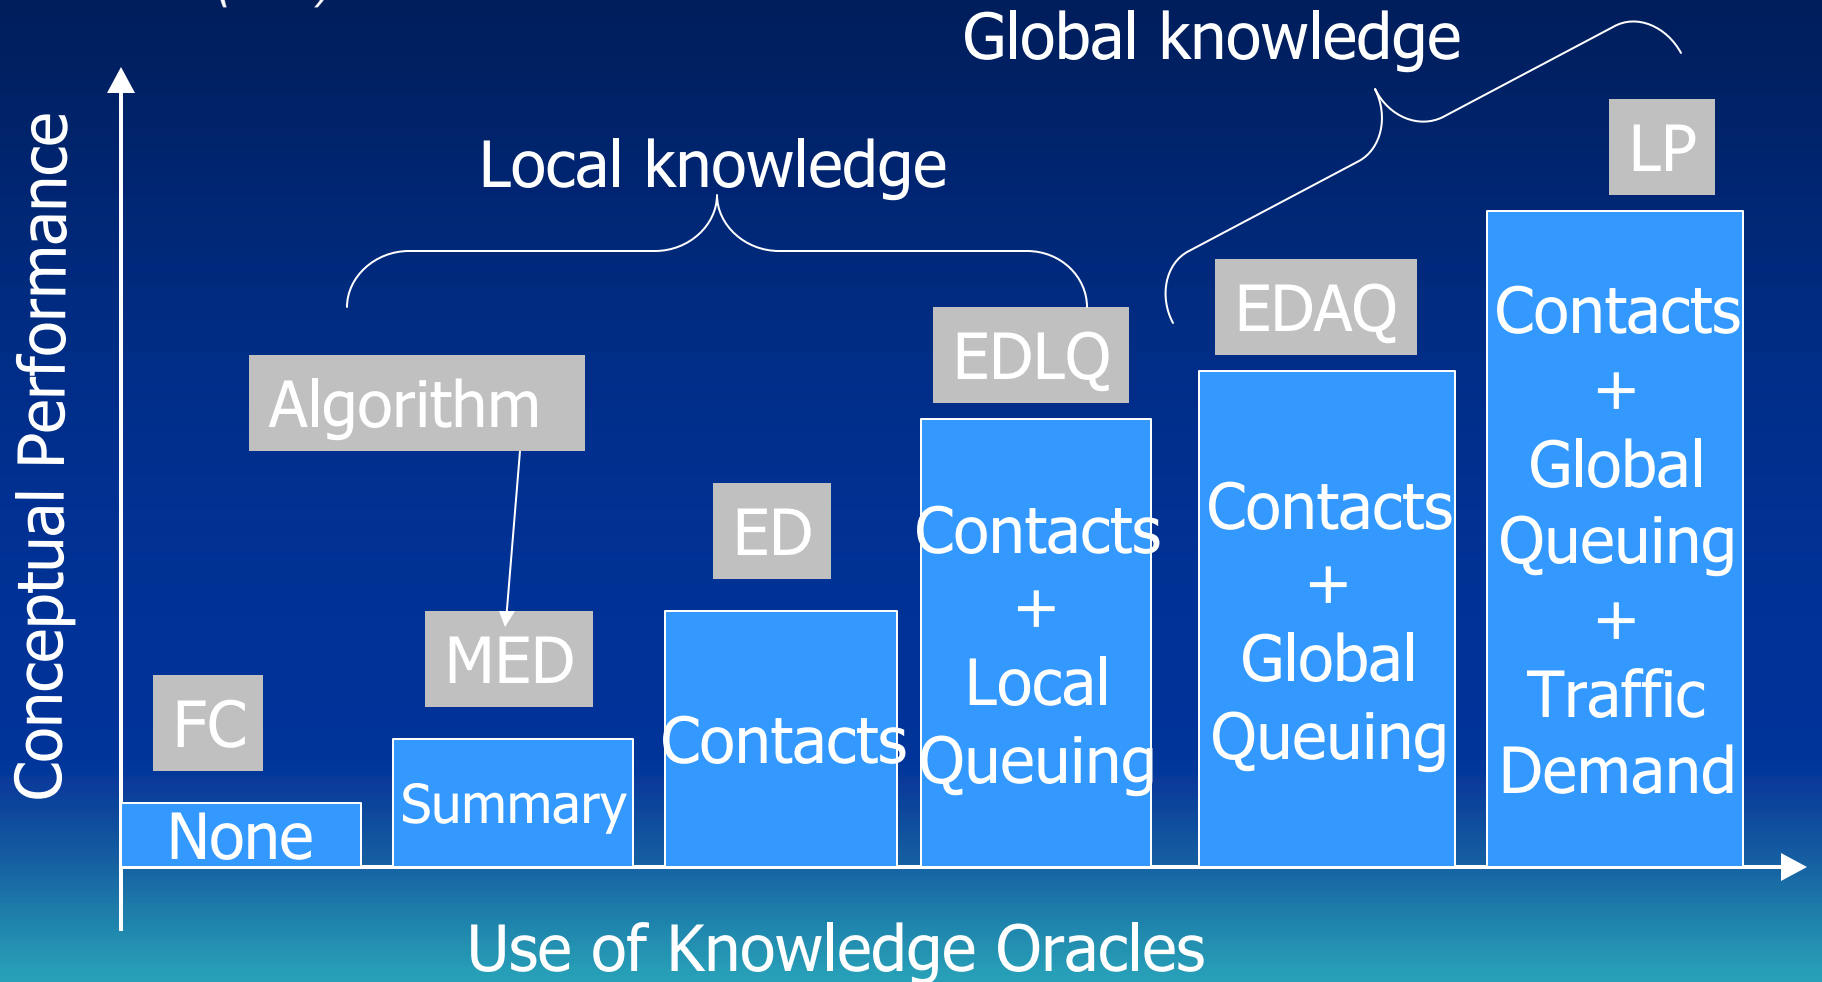 Global knowledge
Local knowledge
LP
EDAQ
EDLQ
Algorithm
ED
MED
FC
Conceptual Performance
None
Summary
Contacts
Contacts
+
Local
Queuing
Contacts
+
Global
Queuing
Contacts
+
Global
Queuing
+
Traffic
Demand
Use of Knowledge Oracles